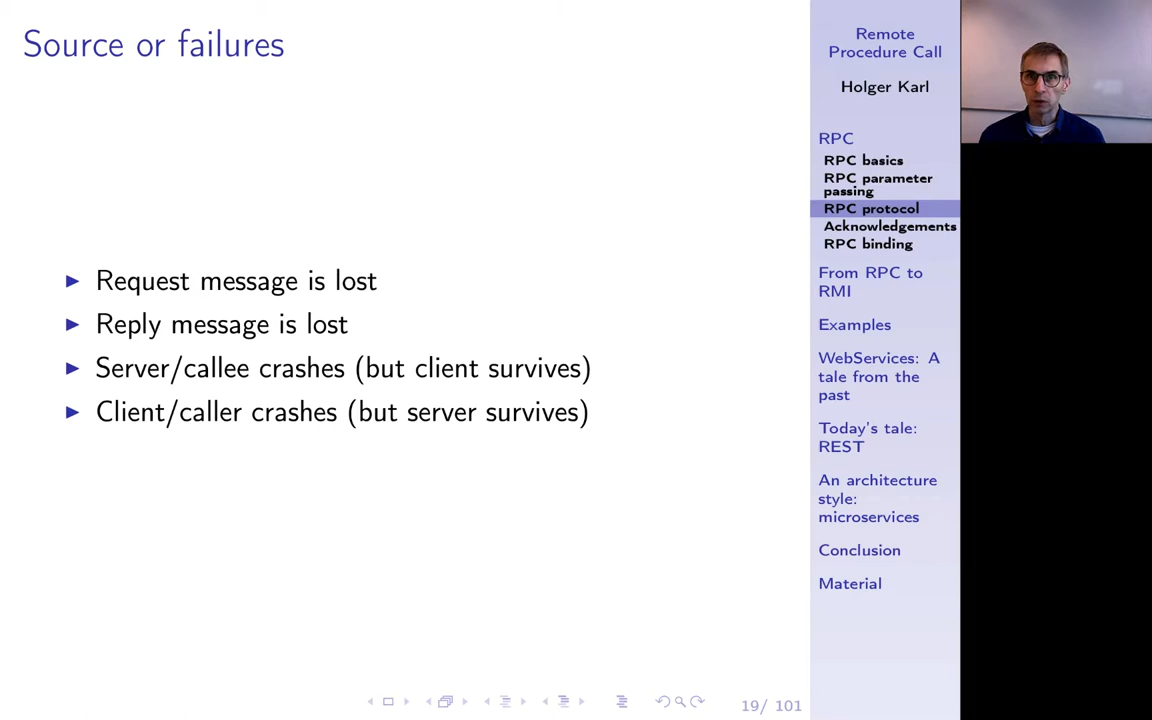 Source or failures
Request message is lost
Reply message is lost
Server/callee crashes (but client survives)
Client/caller crashes (but server survives)
Remote
Procedure Call
Holger Karl
RPC
RPC basics
RPC parameter
passing
RPC protocol
Acknowledgements
RPC binding
From RPC to
RMI
Examples
WebServices: A
tale from the
past
Today's tale:
REST
An architecture
style:
microservices
Conclusion
Material
19/ 101